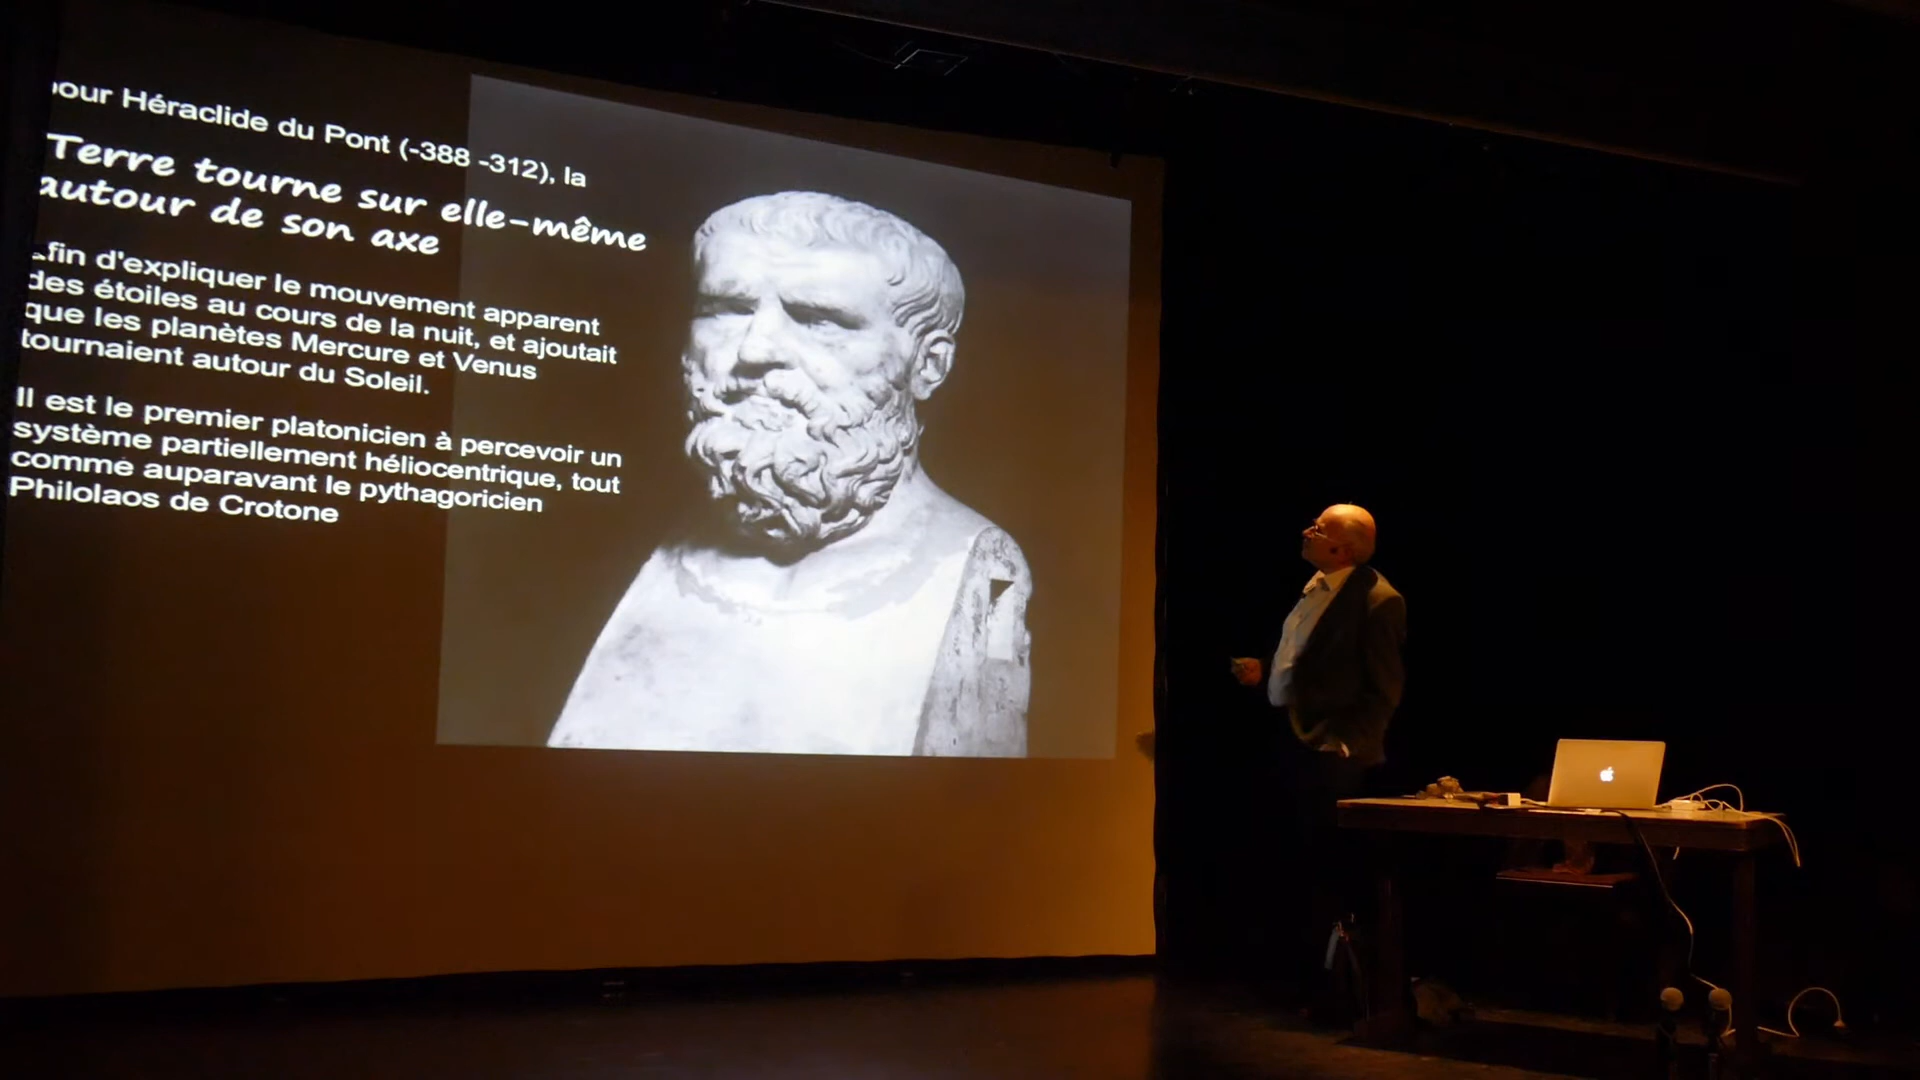 pour Héraclide du Pont (-388 -312), la
Terre tourne sur elle-même
autour de son axe
afin d'expliquer le mouvement apparent
des étoiles au cours de la nuit, et ajoutait
que les planètes Mercure et Venus
tournaient autour du Soleil.
Il est le premier platonicien à percevoir un
système partiellement héliocentrique, tout
comme auparavant le pythagoricien
Philolaos de Crotone